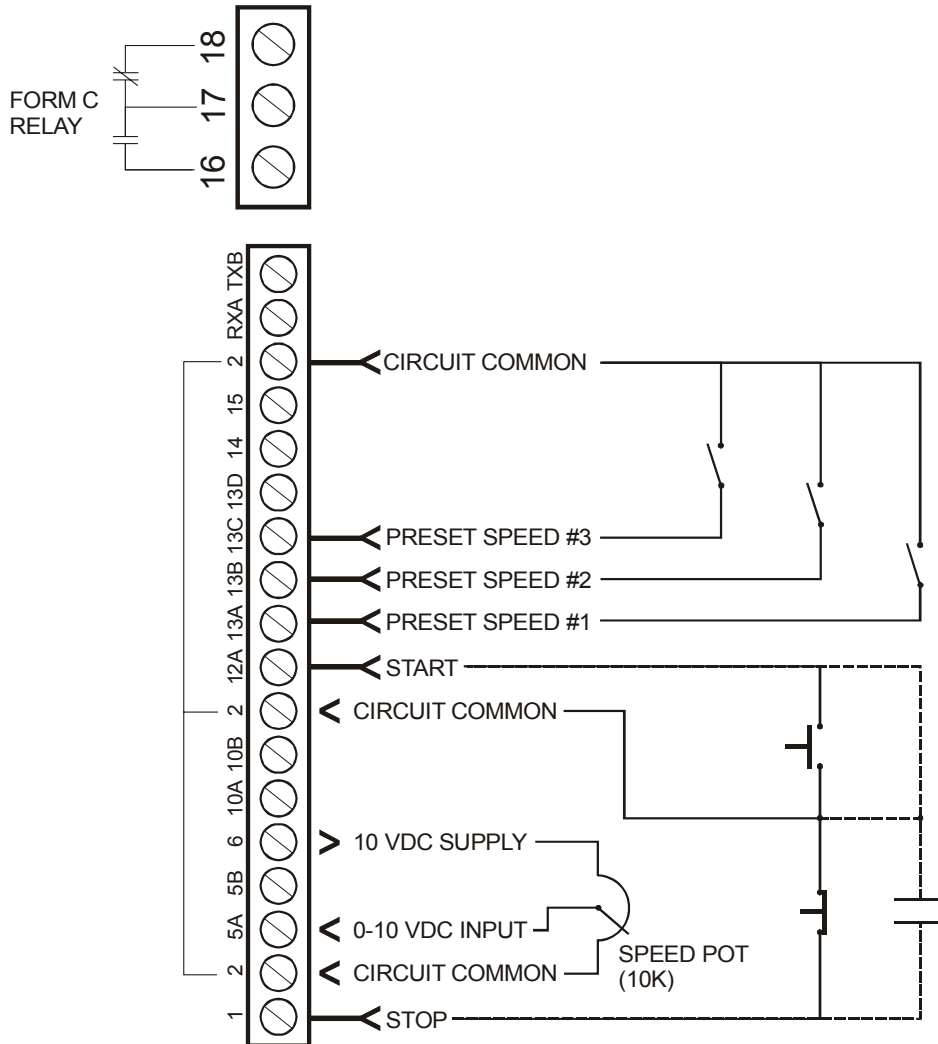 18
17
16
FORM C
RELAY
TXB
RXA
2 CIRCUIT COMMON
15
14
13D
13C PRESET SPEED #3
13B PRESET SPEED #2
13A PRESET SPEED #1
12A START
2 CIRCUIT COMMON
10B
10A
6 10 VDC SUPPLY
5B
5A 0-10 VDC INPUT
SPEED POT
(10K)
2 CIRCUIT COMMON
1 STOP